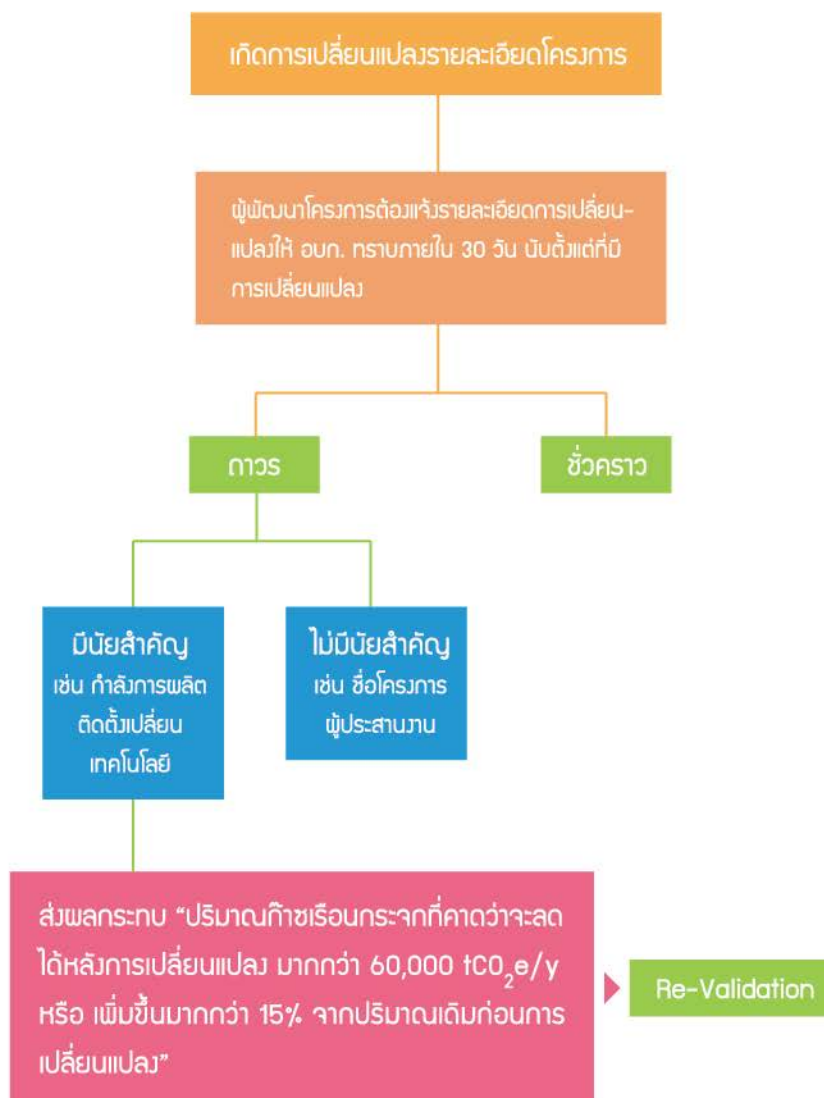 เกิดการเปลี่ยนแปลงรายละเอียดโครงการ
ผู้พัฒนาโครงการต้องแจ้งรายละเอียดการเปลี่ยน-
แปลงให้ อบก. ทราบภายใน 30 วัน นับตั้งแต่ที่มี
การเปลี่ยนแปลง
ถาวร
ชั่วคราว
มีนัยสำคัญ
เช่น กำลังการผลิต
ติดตั้งเปลี่ยน
เทคโนโลยี
ไม่มีนัยสำคัญ
เช่น ชื่อโครงการ
ผู้ประสานงาน
ส่งผลกระทบ “ปริมาณก๊าซเรือนกระจกที่คาดว่าจะลด
ได้หลังการเปลี่ยนแปลง มากกว่า 60,000 tCO₂e/y
หรือ เพิ่มขึ้นมากกว่า 15% จากปริมาณเดิมก่อนการ
เปลี่ยนแปลง”
Re-Validation